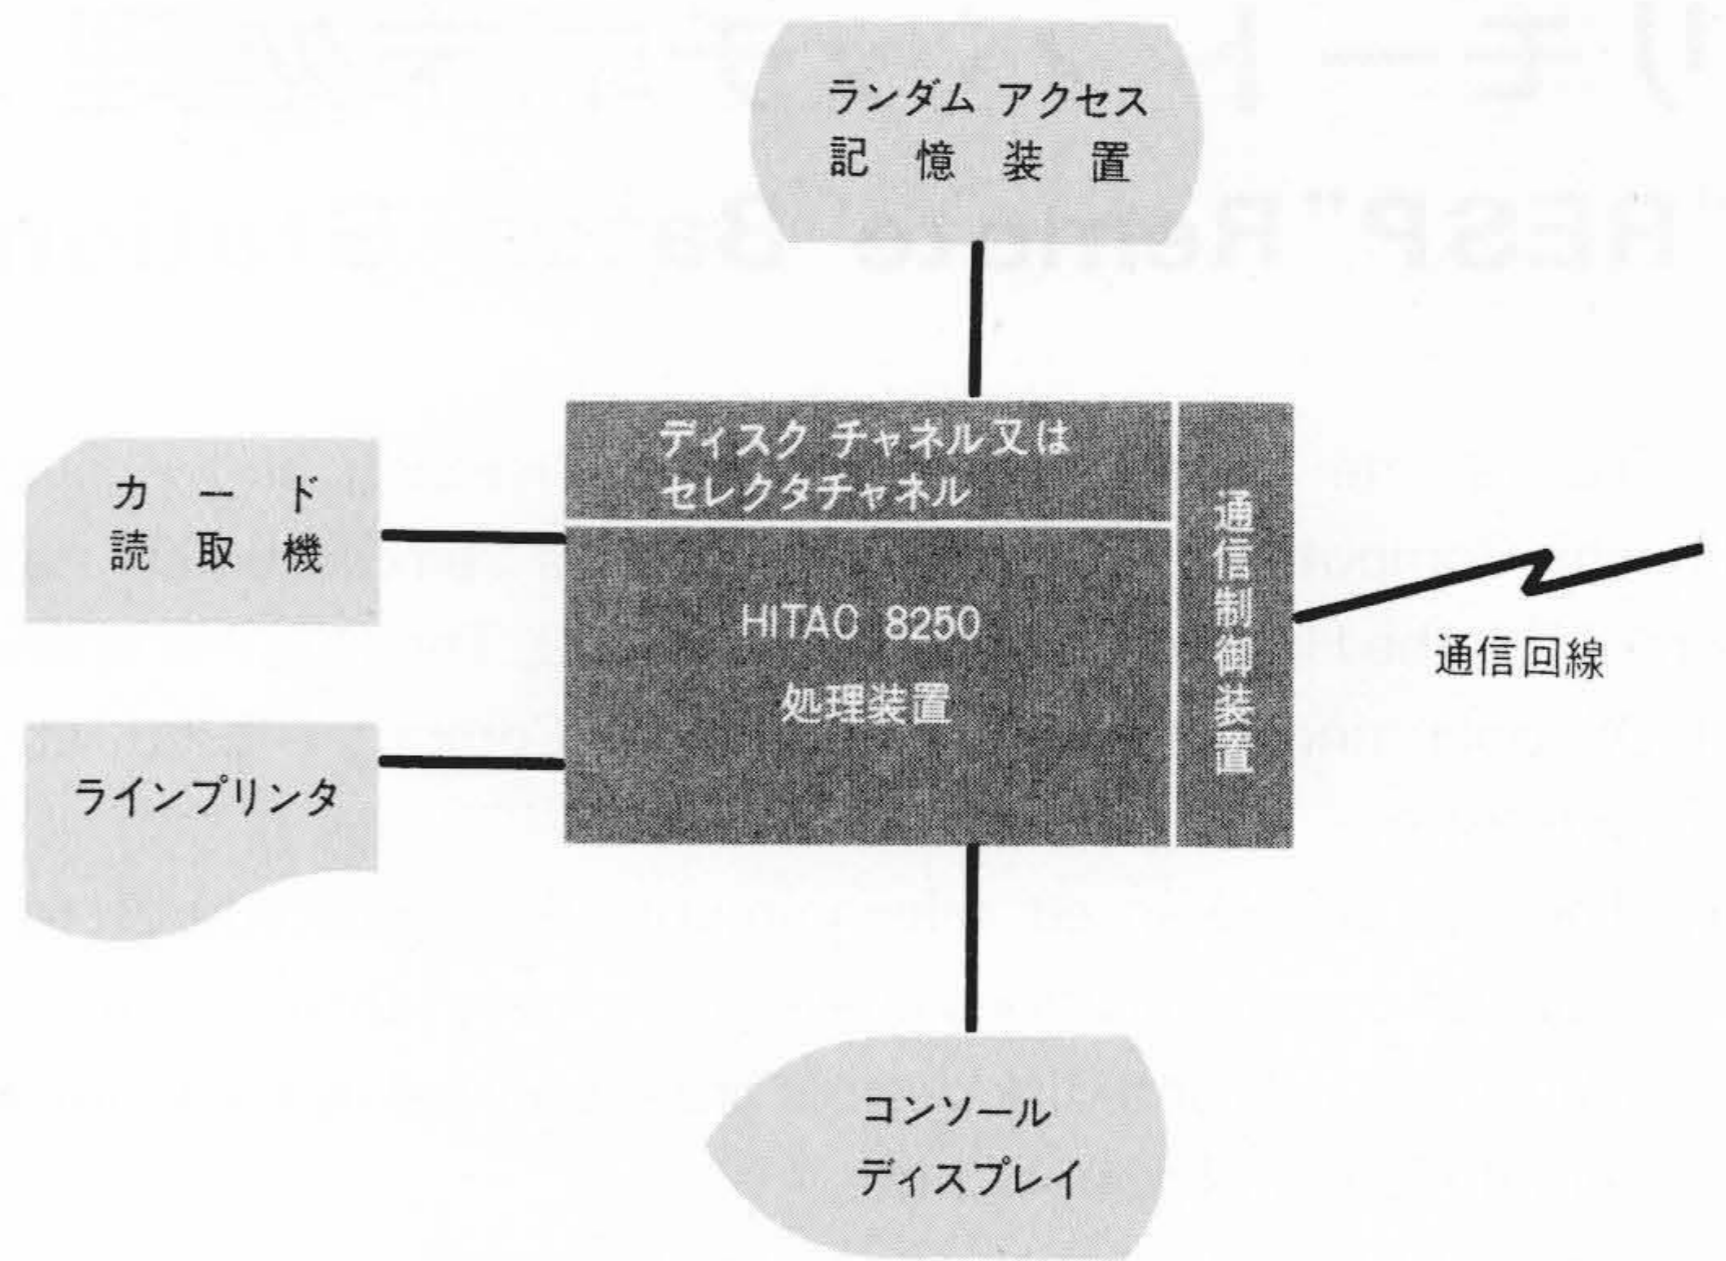 ランダム アクセス
記憶装置
ディスク チャネル又は
セレクタチャネル
カード
読取機
通信制御装置
HITAC 8250
処理装置
通信回線
ラインプリンタ
コンソール
ディスプレイ